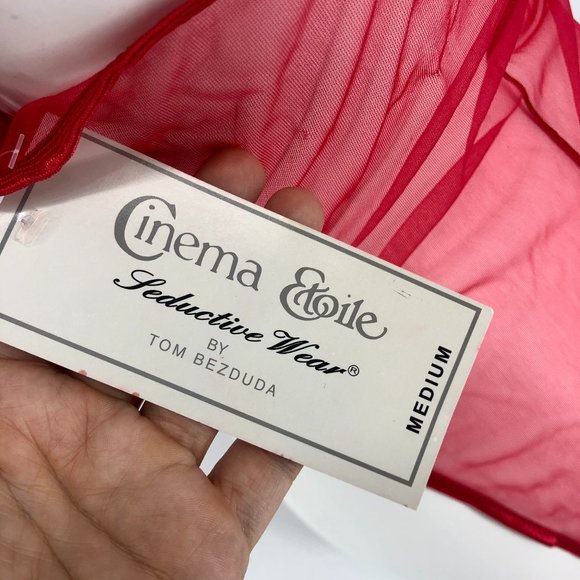 Cinema Etoile
Seductive Wear®
BY
TOM BEZDUDA
MEDIUM